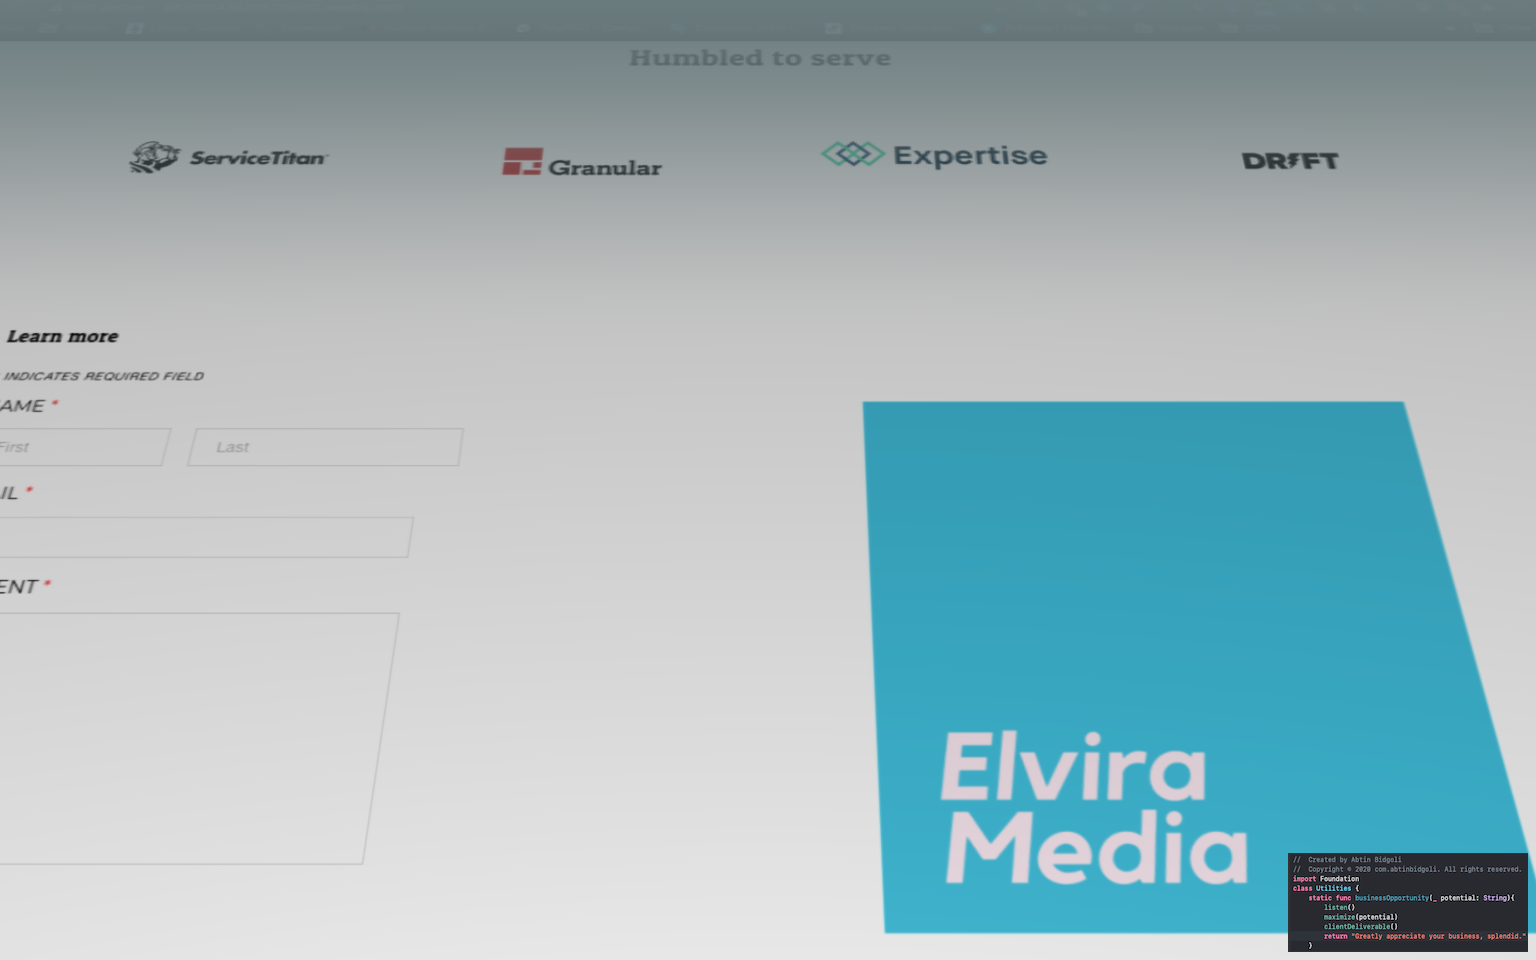 Humbled to serve
ServiceTitan
Granular
Expertise
DRIFT
Learn more
INDICATES REQUIRED FIELD
AME *
First
Last
IL *
ENT *
Elvira
Media
// Created by Abtin Bidgoli
// Copyright © 2020 com.abtinbidgoli. All rights reserved.
import Foundation
class Utilities {
static func businessOpportunity(_ potential: String){
listen()
maximize(potential)
clientDeliverable()
return "Greatly appreciate your business, splendid."
}